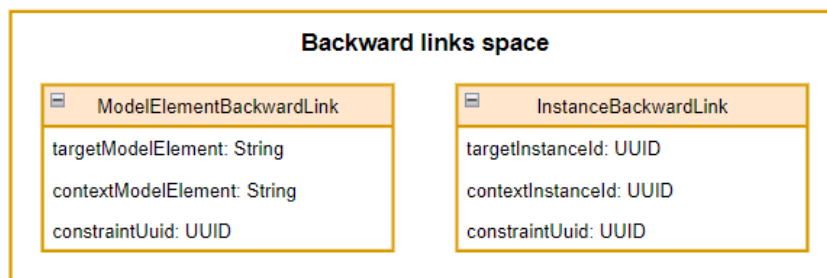 Backward links space
ModelElementBackwardLink
targetModelElement: String
contextModelElement: String
constraintUuid: UUID
InstanceBackwardLink
targetInstanceId: UUID
contextInstanceId: UUID
constraintUuid: UUID